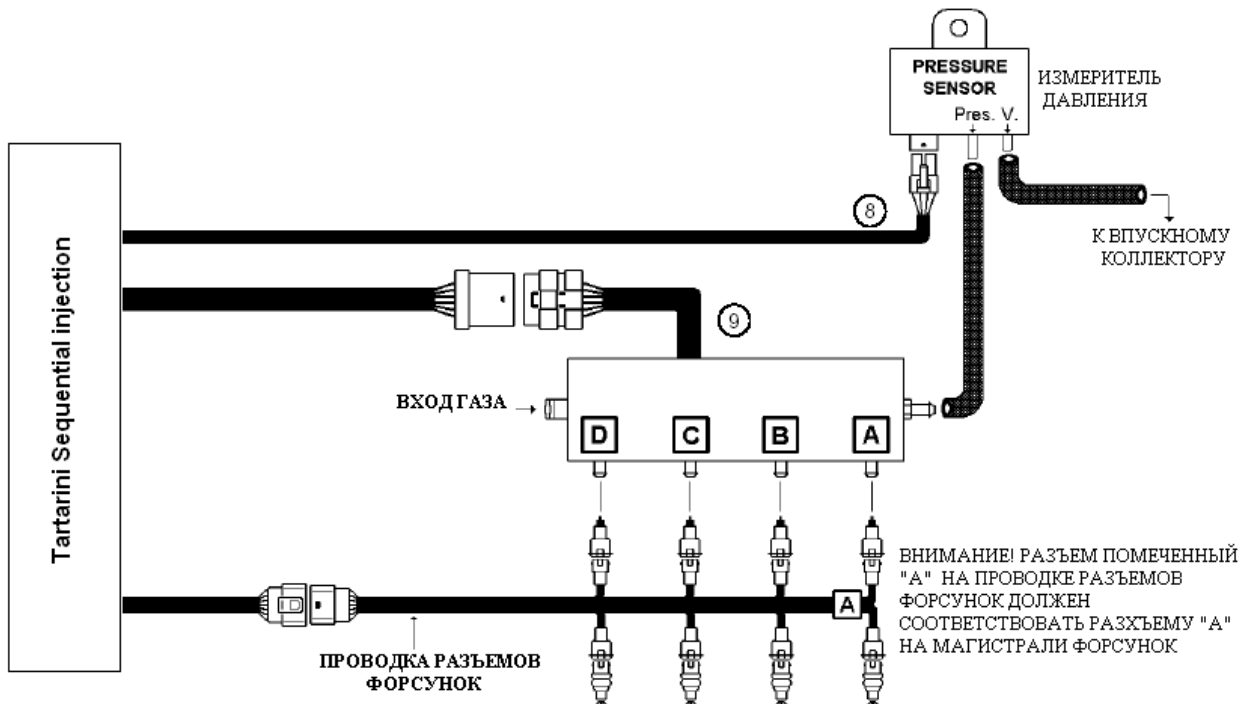 PRESSURE
SENSOR
Pres. V.
ИЗМЕРИТЕЛЬ
ДАВЛЕНИЯ
8
К ВПУСКНОМУ
КОЛЛЕКТОРУ
Tartarini Sequential injection
9
ВХОД ГАЗА
D C B A
ВНИМАНИЕ! РАЗЪЕМ ПОМЕЧЕННЫЙ
"А" НА ПРОВОДКЕ РАЗЪЕМОВ
ФОРСУНОК ДОЛЖЕН
СООТВЕТСТВОВАТЬ РАЗХЪЕМУ "А"
НА МАГИСТРАЛИ ФОРСУНОК
A
ПРОВОДКА РАЗЪЕМОВ
ФОРСУНОК